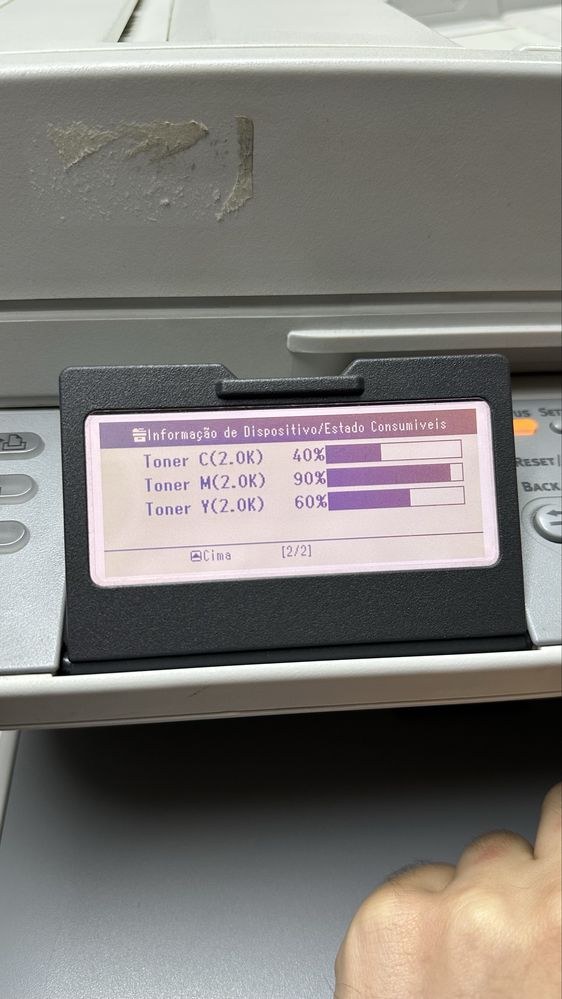 Informação de Dispositivo/Estado Consumiveis
Toner C(2.0K) 40%
Toner M(2.0K) 90%
Toner Y(2.0K) 60%
Cima [2/2]
RESET/
BACK